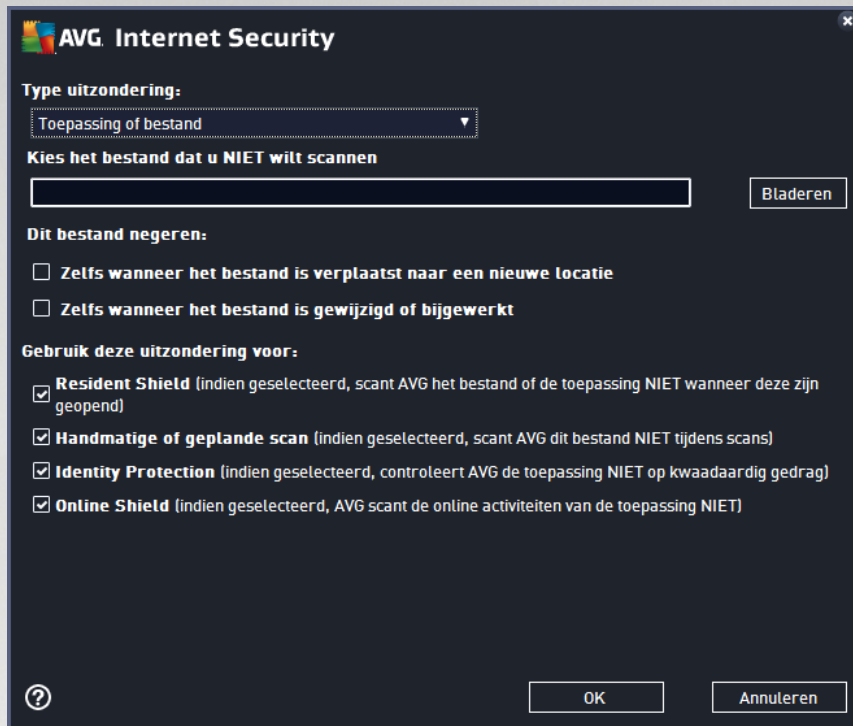 AVG. Internet Security
Type uitzondering:
Toepassing of bestand
Kies het bestand dat u NIET wilt scannen
Bladeren
Dit bestand negeren:
Zelfs wanneer het bestand is verplaatst naar een nieuwe locatie
Zelfs wanneer het bestand is gewijzigd of bijgewerkt
Gebruik deze uitzondering voor:
Resident Shield (indien geselecteerd, scant AVG het bestand of de toepassing NIET wanneer deze zijn
geopend)
Handmatige of geplande scan (indien geselecteerd, scant AVG dit bestand NIET tijdens scans)
Identity Protection (indien geselecteerd, controleert AVG de toepassing NIET op kwaadaardig gedrag)
Online Shield (indien geselecteerd, AVG scant de online activiteiten van de toepassing NIET)
?
OK
Annuleren